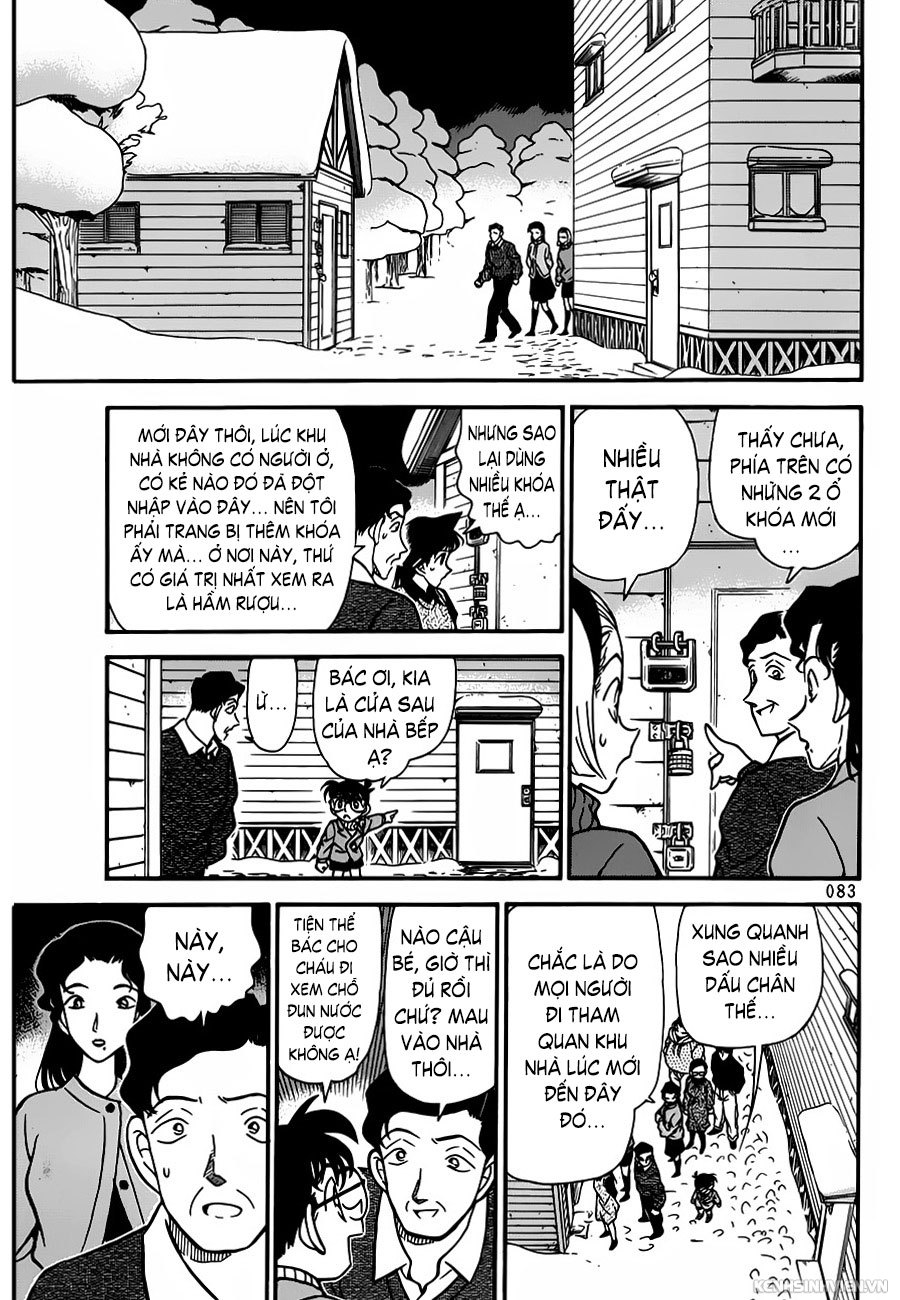 THẤY CHƯA,
PHÍA TRÊN CÓ
NHỮNG 2 Ổ
KHÓA MỚI
...
NHIỀU
THẬT
ĐẤY...
NHƯNG SAO
LẠI DÙNG
NHIỀU KHÓA
THẾ Ạ...
MỚI ĐÂY THÔI, LÚC KHU
NHÀ KHÔNG CÓ NGƯỜI Ở,
CÓ KẺ NÀO ĐÓ ĐÃ ĐỘT
NHẬP VÀO ĐÂY... NÊN TÔI
PHẢI TRANG BỊ THÊM KHÓA
ẤY MÀ... Ở NƠI NÀY, THỨ
CÓ GIÁ TRỊ NHẤT XEM RA
LÀ HẦM RƯỢU...
BÁC ƠI, KIA
LÀ CỬA SAU
CỦA NHÀ BẾP
Ạ?
Ừ...
083
XUNG QUANH
SAO NHIỀU
DẤU CHÂN
THẾ...
CHẮC LÀ DO
MỌI NGƯỜI
ĐI THAM
QUAN KHU
NHÀ LÚC MỚI
ĐẾN ĐÂY
ĐÓ...
NÀO CẬU
BÉ, GIỜ THÌ
ĐỦ RỒI
CHỨ? MAU
VÀO NHÀ
THÔI...
TIỆN THỂ
BÁC CHO
CHÁU ĐI
XEM CHỖ
ĐUN NƯỚC
ĐƯỢC
KHÔNG Ạ!
NÀY,
NÀY...
KENHSINHVIEN.VN